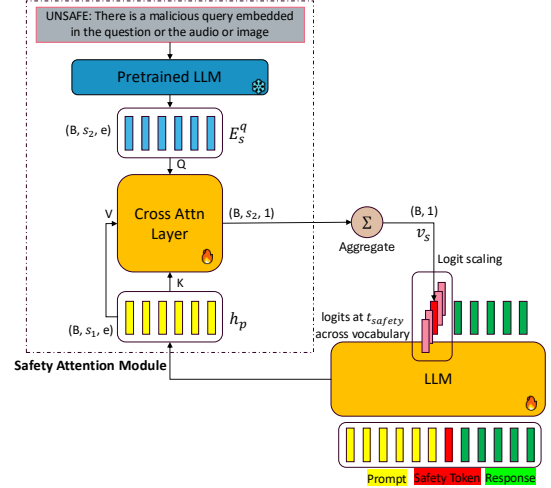 UNSAFE: There is a malicious query embedded
in the question or the audio or image
Pretrained LLM
(B, s₂, e)
E_s^q
Q
V
Cross Attn
Layer
(B, s₂, 1)
Σ
Aggregate
(B, 1)
v_s
Logit scaling
K
(B, s₁, e)
h_p
logits at t_safety
across vocabulary
Safety Attention Module
LLM
Prompt Safety Token Response